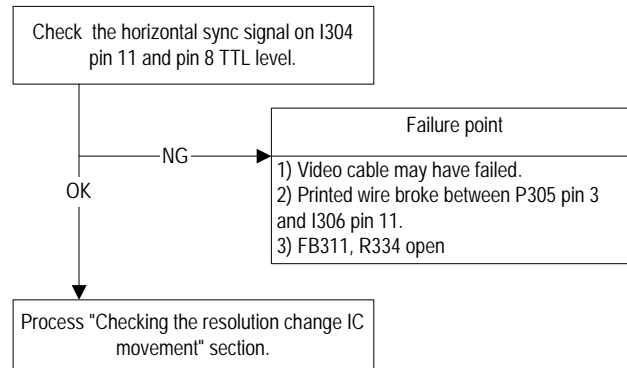 Check the horizontal sync signal on I304
pin 11 and pin 8 TTL level.
NG
Failure point
OK
1) Video cable may have failed.
2) Printed wire broke between P305 pin 3
and I306 pin 11.
3) FB311, R334 open
Process "Checking the resolution change IC
movement" section.